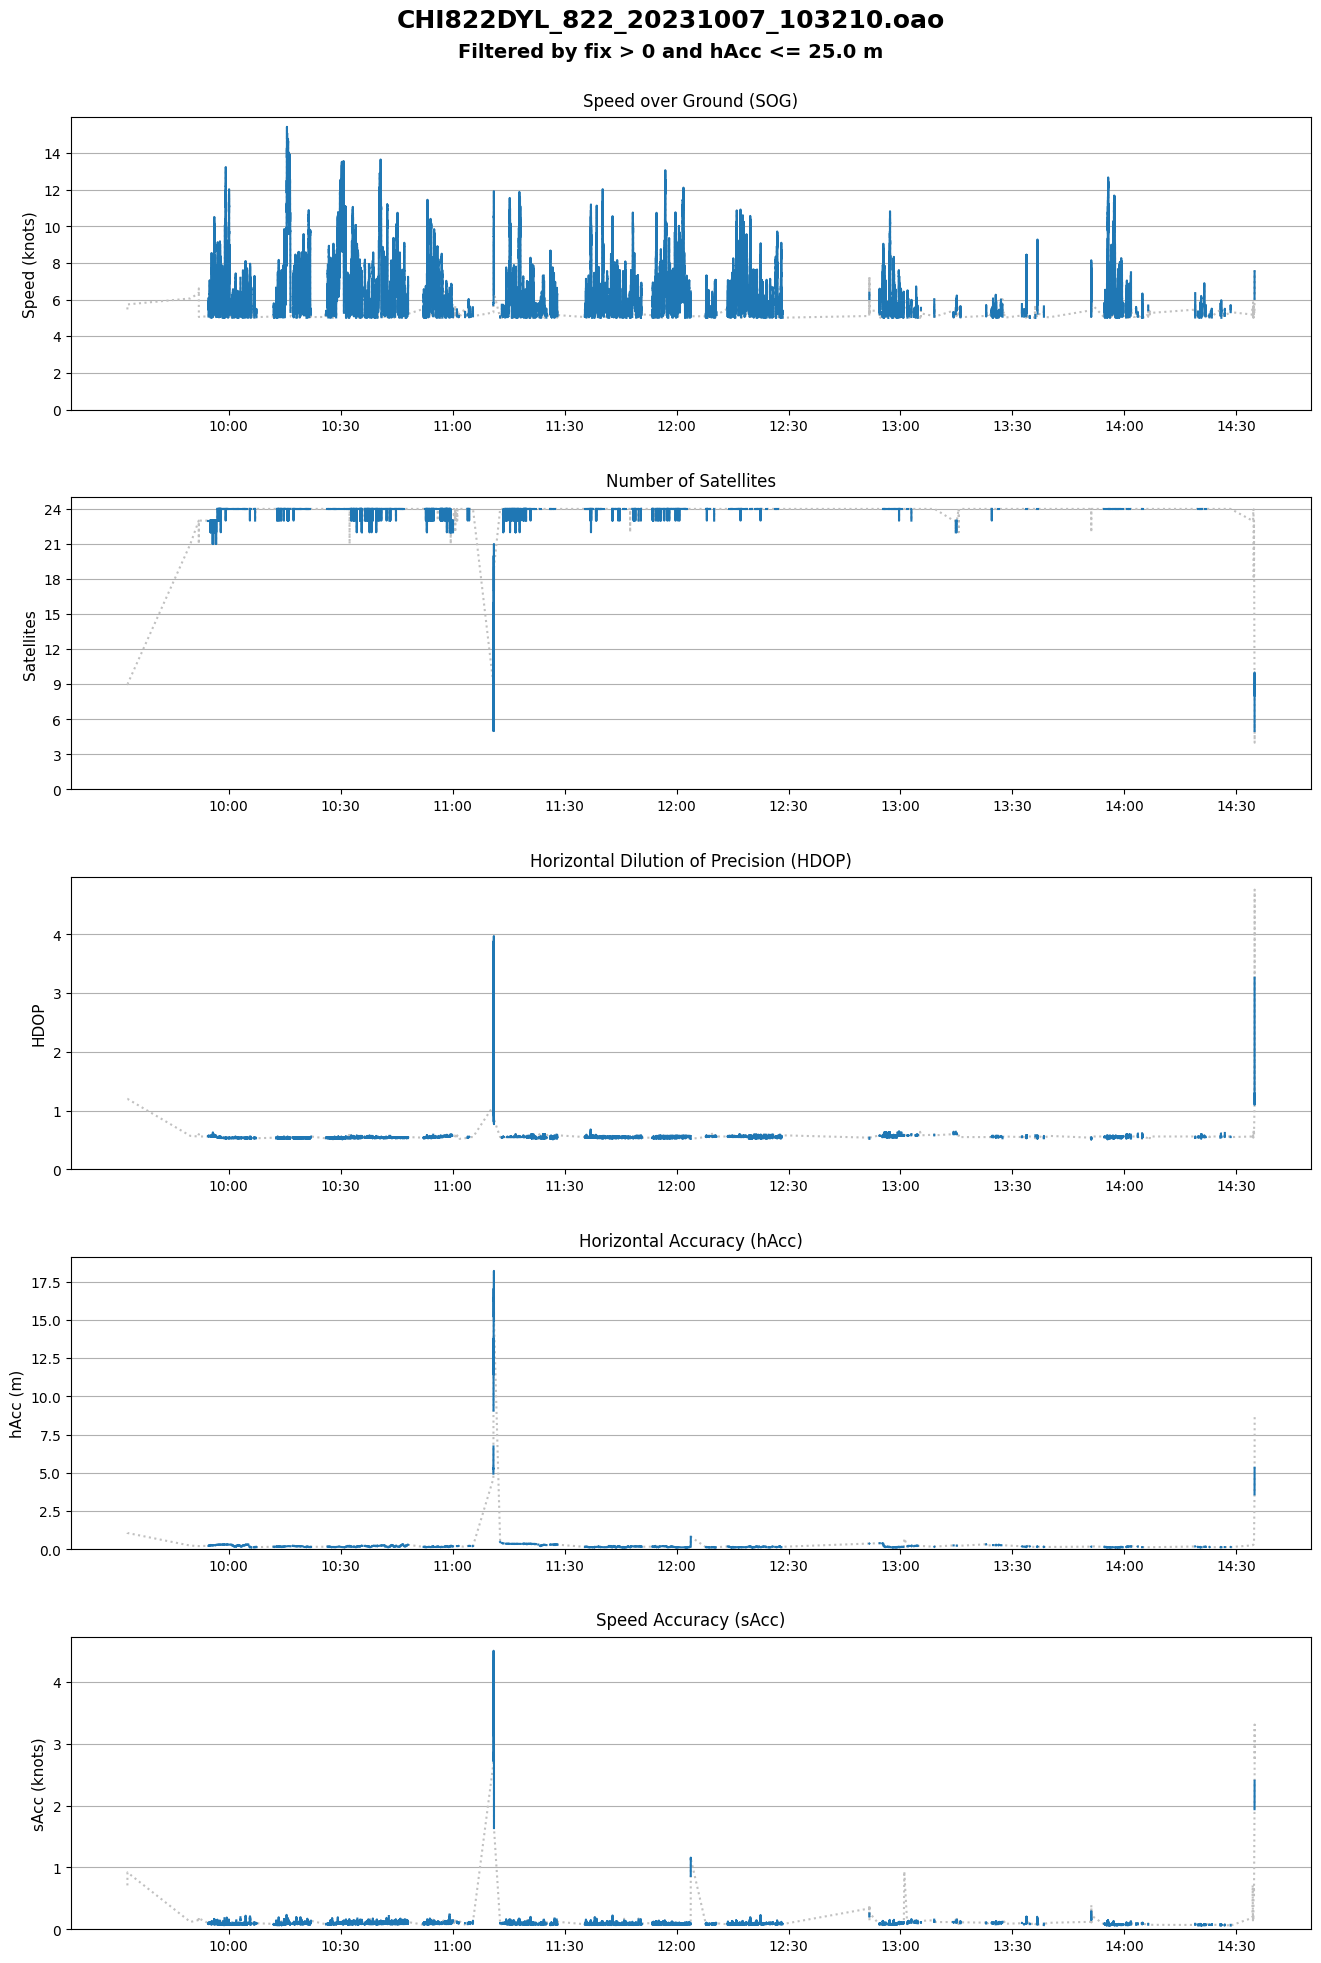 CHI822DYL_822_20231007_103210.oao
Filtered by fix > 0 and hAcc <= 25.0 m
Speed over Ground (SOG)
Speed (knots)
14
12
10
8
6
4
2
0
10:00 10:30 11:00 11:30 12:00 12:30 13:00 13:30 14:00 14:30
Number of Satellites
Satellites
24
21
18
15
12
9
6
3
0
10:00 10:30 11:00 11:30 12:00 12:30 13:00 13:30 14:00 14:30
Horizontal Dilution of Precision (HDOP)
HDOP
4
3
2
1
0
10:00 10:30 11:00 11:30 12:00 12:30 13:00 13:30 14:00 14:30
Horizontal Accuracy (hAcc)
hAcc (m)
17.5
15.0
12.5
10.0
7.5
5.0
2.5
0.0
10:00 10:30 11:00 11:30 12:00 12:30 13:00 13:30 14:00 14:30
Speed Accuracy (sAcc)
sAcc (knots)
4
3
2
1
0
10:00 10:30 11:00 11:30 12:00 12:30 13:00 13:30 14:00 14:30